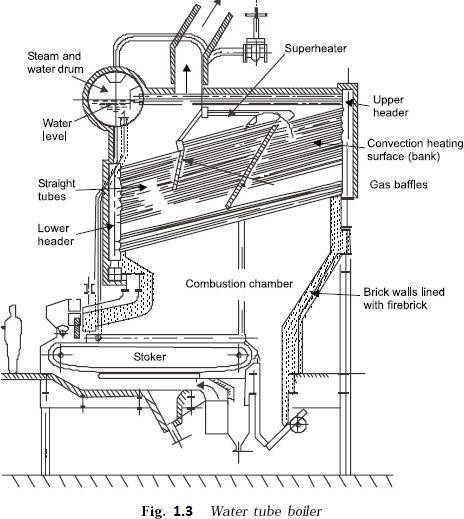 Superheater
Steam and
water drum
Upper
header
Water
level
Convection heating
surface (bank)
Straight
tubes
Gas baffles
Lower
header
Combustion chamber
Brick walls lined
with firebrick
Stoker
Fig. 1.3 Water tube boiler